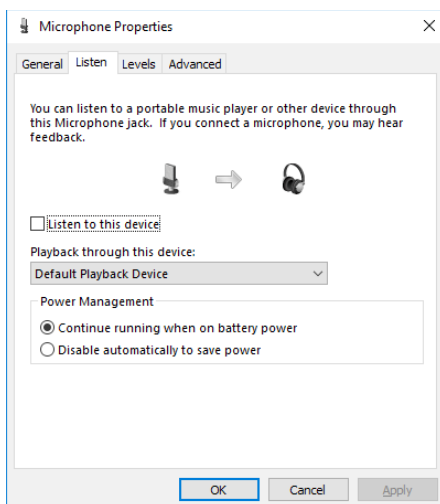 Microphone Properties
General Listen Levels Advanced
You can listen to a portable music player or other device through
this Microphone jack. If you connect a microphone, you may hear
feedback.
Listen to this device
Playback through this device:
Default Playback Device
Power Management
Continue running when on battery power
Disable automatically to save power
OK Cancel Apply